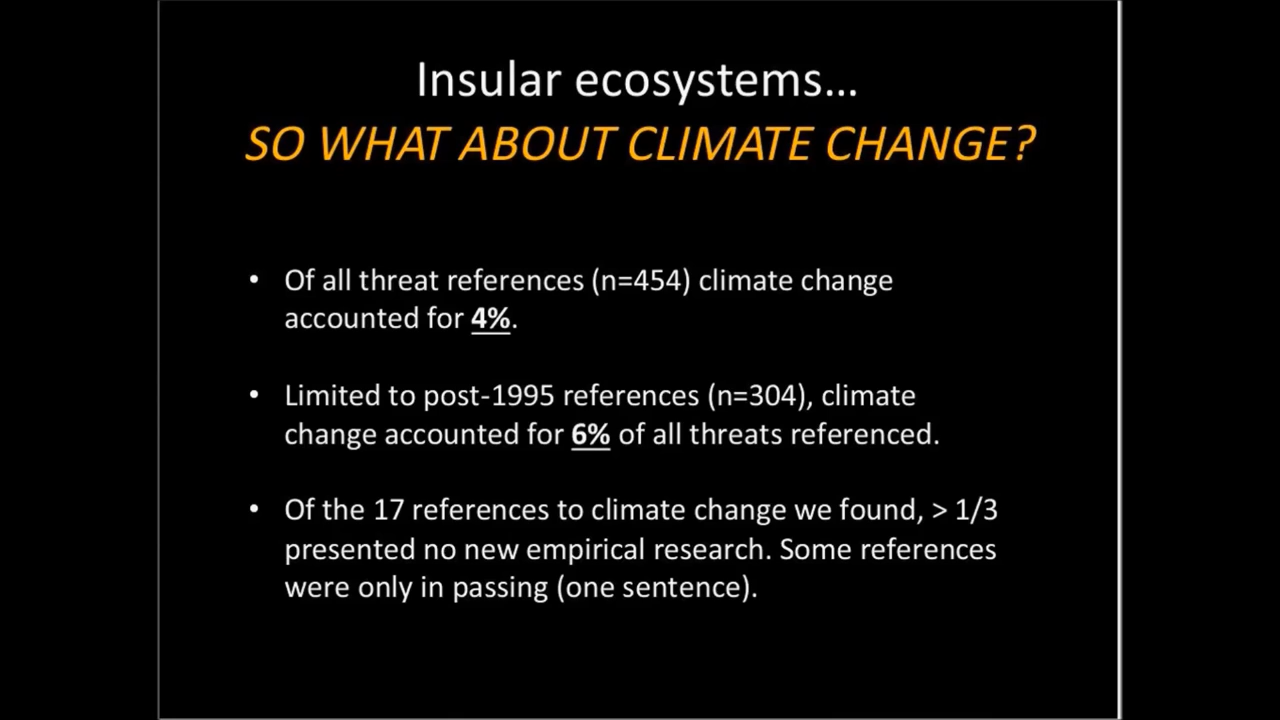 Insular ecosystems...
SO WHAT ABOUT CLIMATE CHANGE?
• Of all threat references (n=454) climate change
accounted for 4%.
• Limited to post-1995 references (n=304), climate
change accounted for 6% of all threats referenced.
• Of the 17 references to climate change we found, > 1/3
presented no new empirical research. Some references
were only in passing (one sentence).